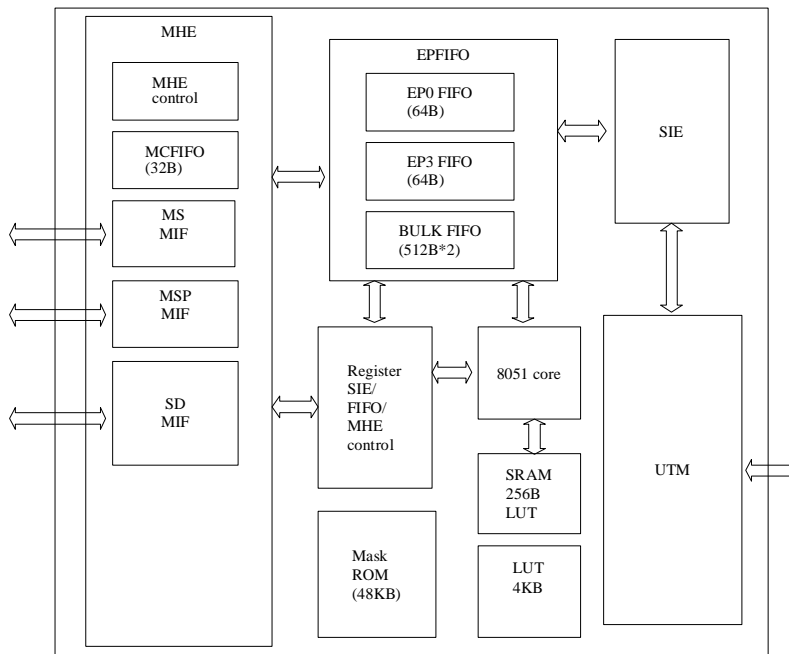 MHE
MHE
control
MCFIFO
(32B)
MS
MIF
MSP
MIF
SD
MIF
EPFIFO
EP0 FIFO
(64B)
EP3 FIFO
(64B)
BULK FIFO
(512B*2)
SIE
Register
SIE/
FIFO/
MHE
control
8051 core
SRAM
256B
LUT
UTM
Mask
ROM
(48KB)
LUT
4KB